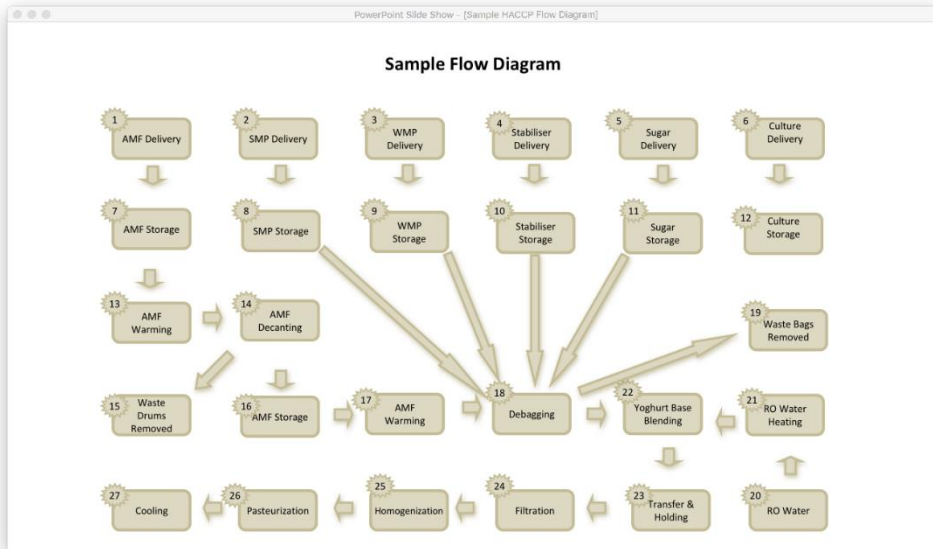 PowerPoint Slide Show - [Sample HACCP Flow Diagram]
Sample Flow Diagram
1
AMF Delivery
2
SMP Delivery
3
WMP
Delivery
4
Stabiliser
Delivery
5
Sugar
Delivery
6
Culture
Delivery
7
AMF Storage
8
SMP Storage
9
WMP
Storage
10
Stabiliser
Storage
11
Sugar
Storage
12
Culture
Storage
13
AMF
Warming
14
AMF
Decanting
19
Waste Bags
Removed
15
Waste
Drums
Removed
16
AMF Storage
17
AMF
Warming
18
Debagging
22
Yoghurt Base
Blending
21
RO Water
Heating
27
Cooling
26
Pasteurization
25
Homogenization
24
Filtration
23
Transfer &
Holding
20
RO Water